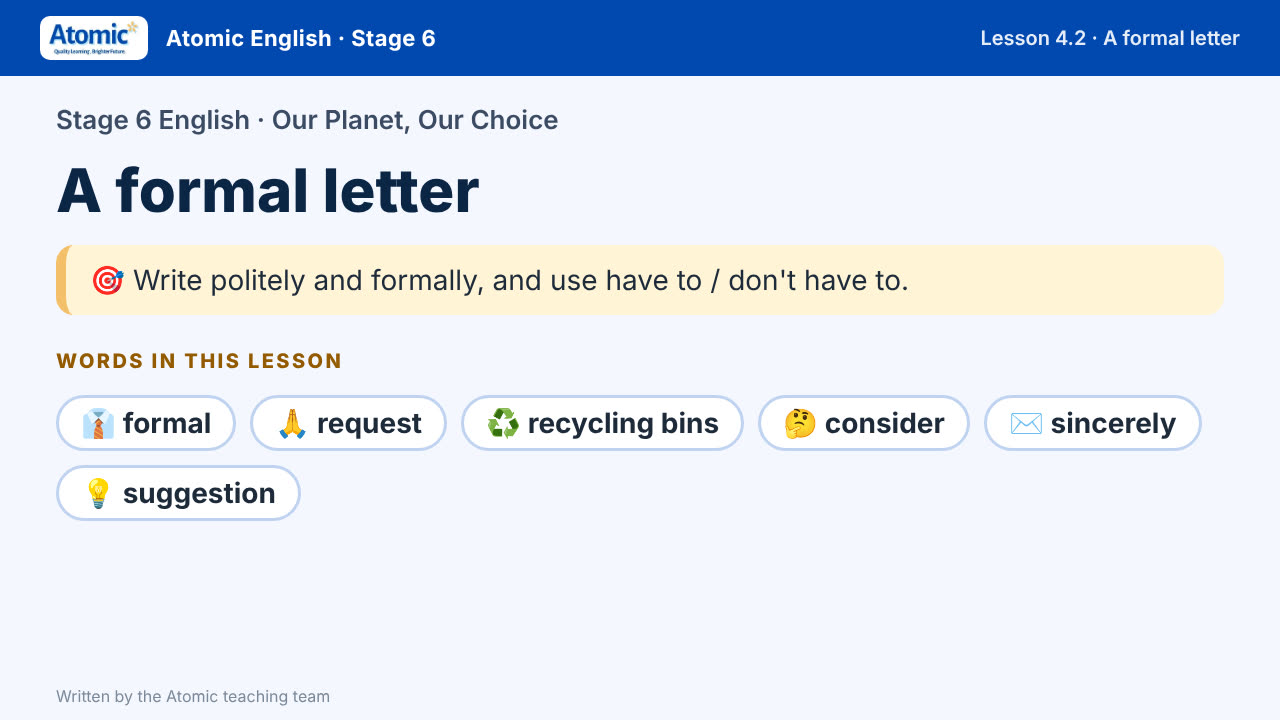 Atomic
Quality Learning. Brighter Future.
Atomic English · Stage 6
Lesson 4.2 · A formal letter
Stage 6 English · Our Planet, Our Choice
A formal letter
🎯 Write politely and formally, and use have to / don't have to.
WORDS IN THIS LESSON
👔 formal
🙏 request
♻️ recycling bins
🤔 consider
✉️ sincerely
💡 suggestion
Written by the Atomic teaching team